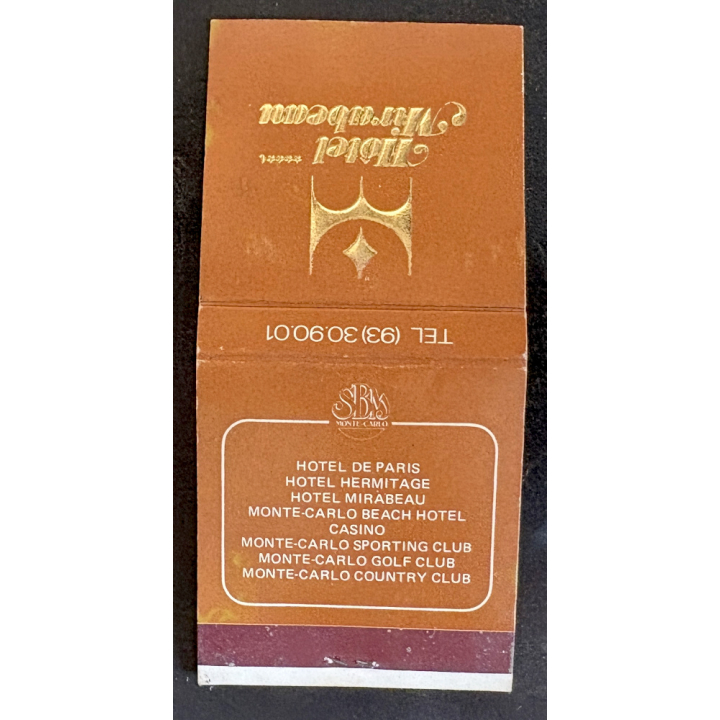 Hôtel
Mirabeau
****L
TEL (93) 30.90.01
SBM
MONTE-CARLO
HOTEL DE PARIS
HOTEL HERMITAGE
HOTEL MIRABEAU
MONTE-CARLO BEACH HOTEL
CASINO
MONTE-CARLO SPORTING CLUB
MONTE-CARLO GOLF CLUB
MONTE-CARLO COUNTRY CLUB